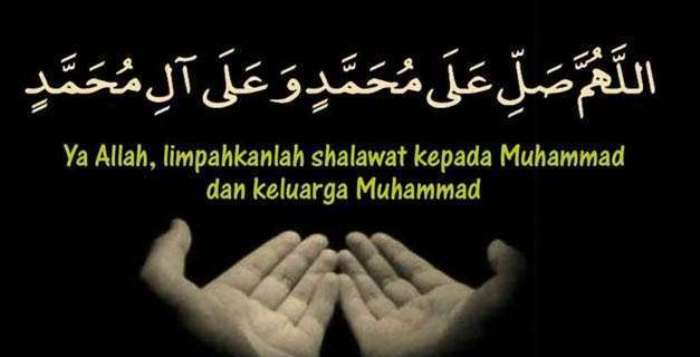 اللَّهُمَّ صَلِّ عَلَى مُحَمَّدٍ وَ عَلَى آلِ مُحَمَّدٍ
Ya Allah, limpahkanlah shalawat kepada Muhammad
dan keluarga Muhammad